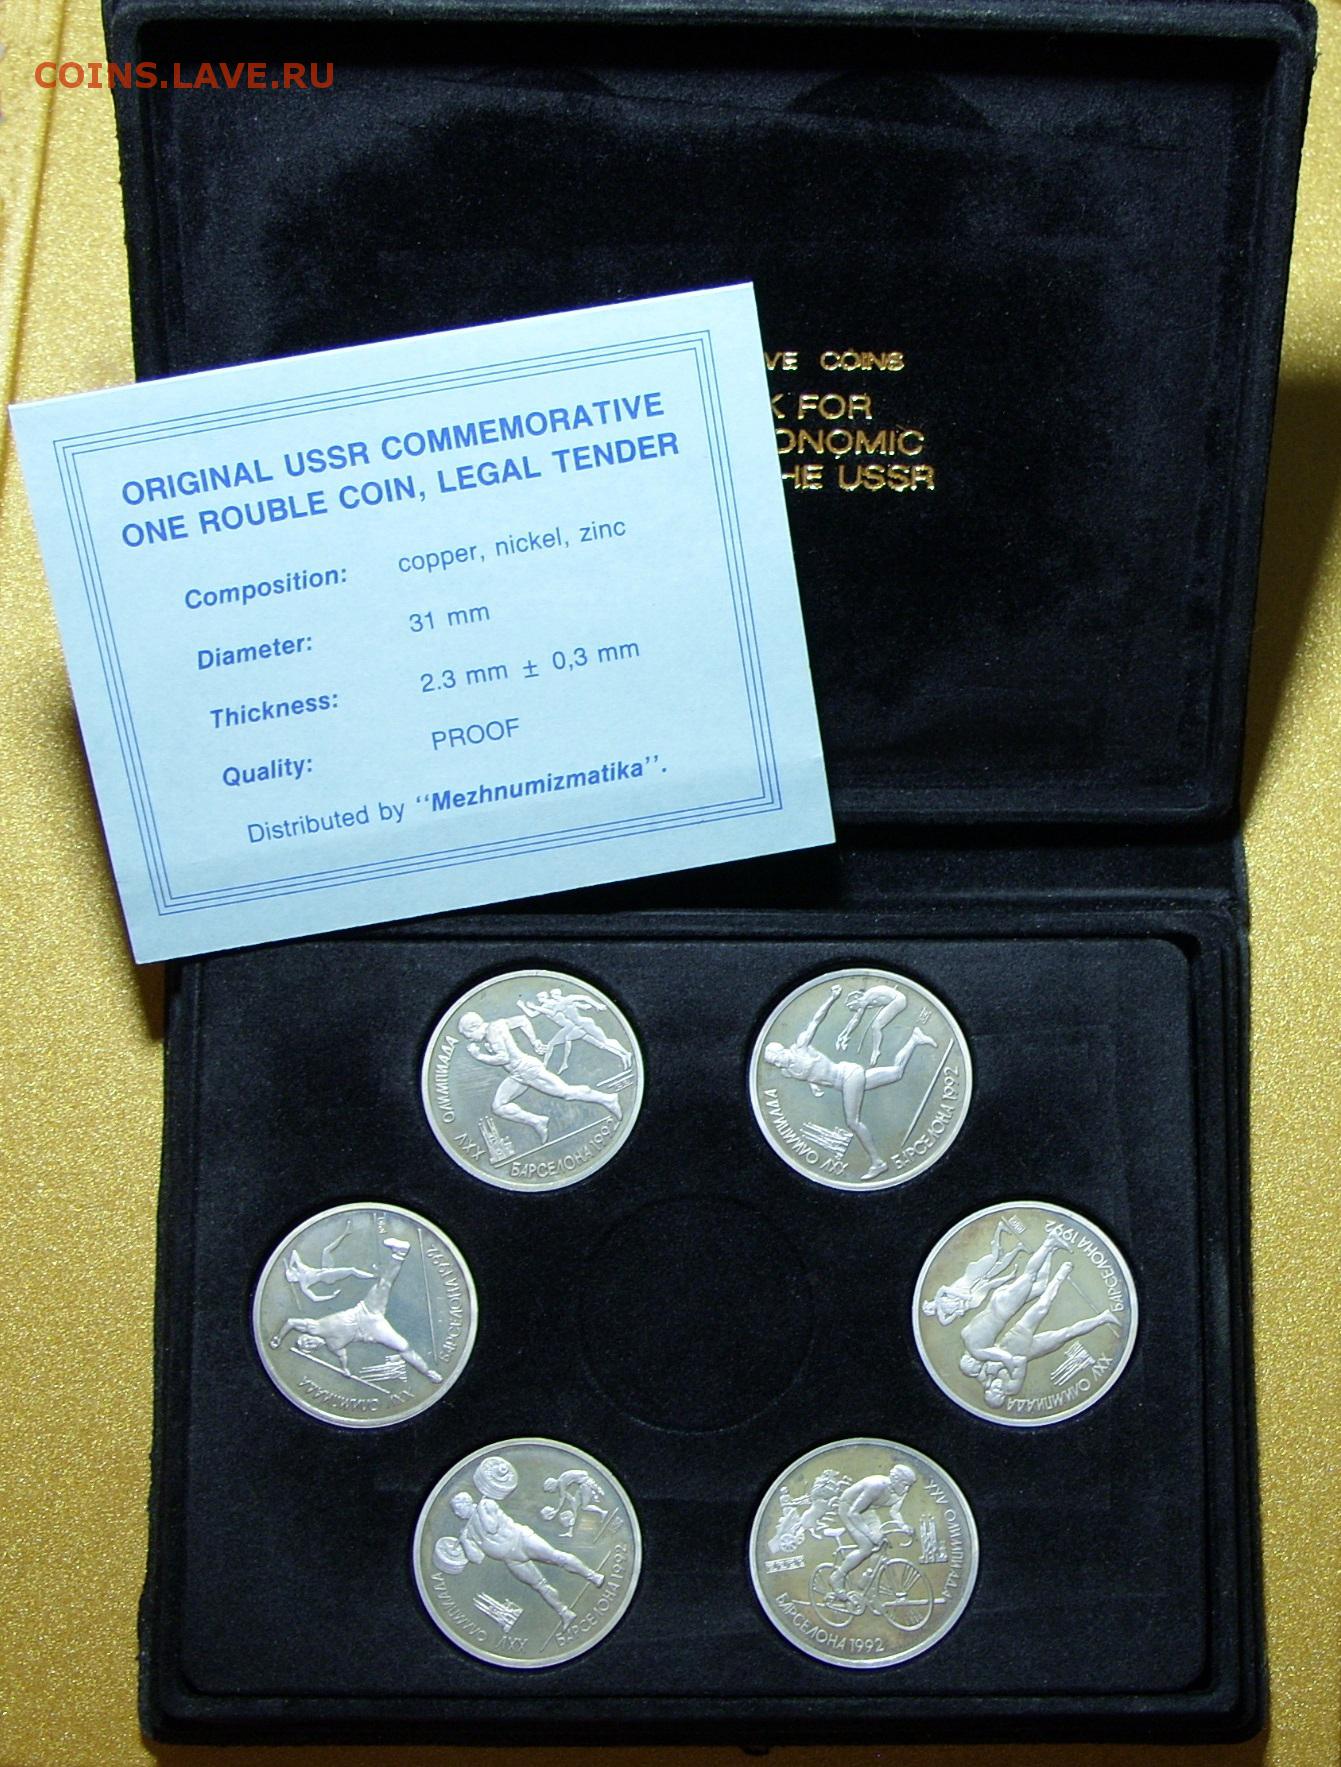 COINS.LAVE.RU
VE COINS
K FOR
ONOMIC
HE USSR
ORIGINAL USSR COMMEMORATIVE
ONE ROUBLE COIN, LEGAL TENDER
Composition: copper, nickel, zinc
Diameter: 31 mm
Thickness: 2.3 mm ± 0,3 mm
Quality: PROOF
Distributed by “Mezhnumizmatika”.
XXV ОЛИМПИАДА
БАРСЕЛОНА 1992
XXV ОЛИМПИАДА
БАРСЕЛОНА 1992
XXV ОЛИМПИАДА
БАРСЕЛОНА 1992
XXV ОЛИМПИАДА
БАРСЕЛОНА 1992
XXV ОЛИМПИАДА
БАРСЕЛОНА 1992
XXV ОЛИМПИАДА
БАРСЕЛОНА 1992